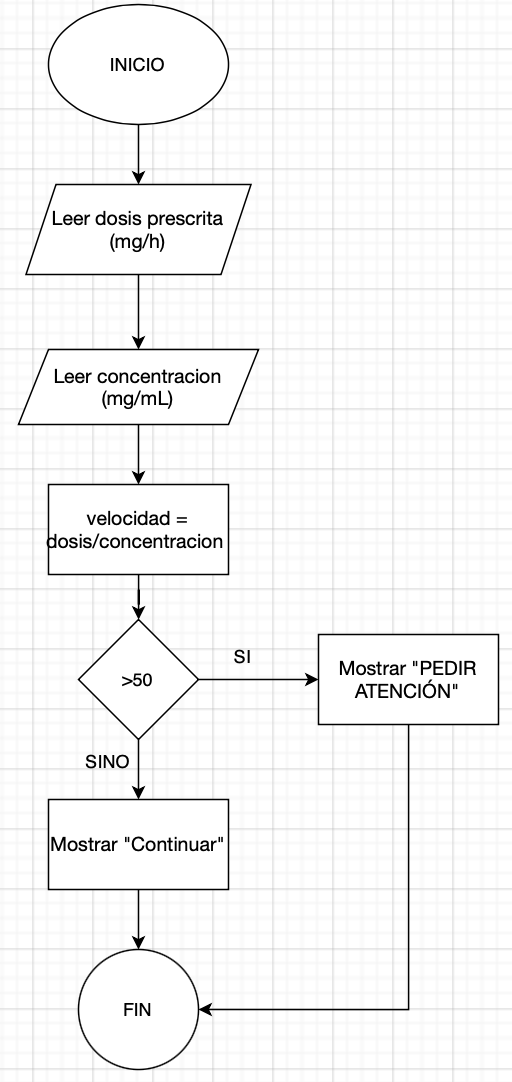 INICIO
Leer dosis prescrita
(mg/h)
Leer concentracion
(mg/mL)
velocidad =
dosis/concentracion
>50
SI
Mostrar "PEDIR
ATENCIÓN"
SINO
Mostrar "Continuar"
FIN